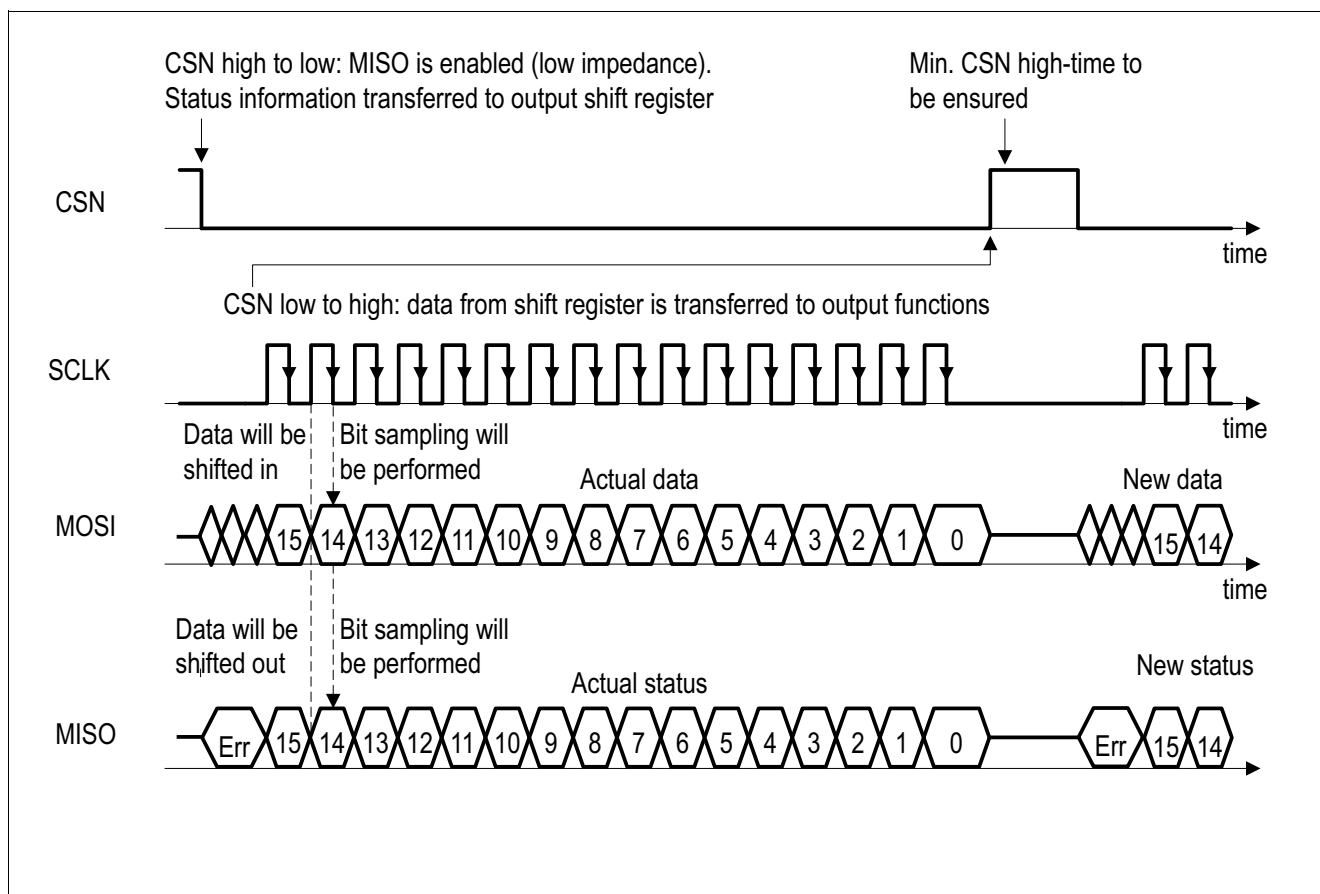 CSN high to low: MISO is enabled (low impedance).
Status information transferred to output shift register
Min. CSN high-time to
be ensured
CSN
time
CSN low to high: data from shift register is transferred to output functions
SCLK
time
Data will be
shifted in
Bit sampling will
be performed
Actual data
New data
MOSI
15 14 13 12 11 10 9 8 7 6 5 4 3 2 1 0 15 14
time
Data will be
shifted out
Bit sampling will
be performed
Actual status
New status
MISO
Err 15 14 13 12 11 10 9 8 7 6 5 4 3 2 1 0 Err 15 14